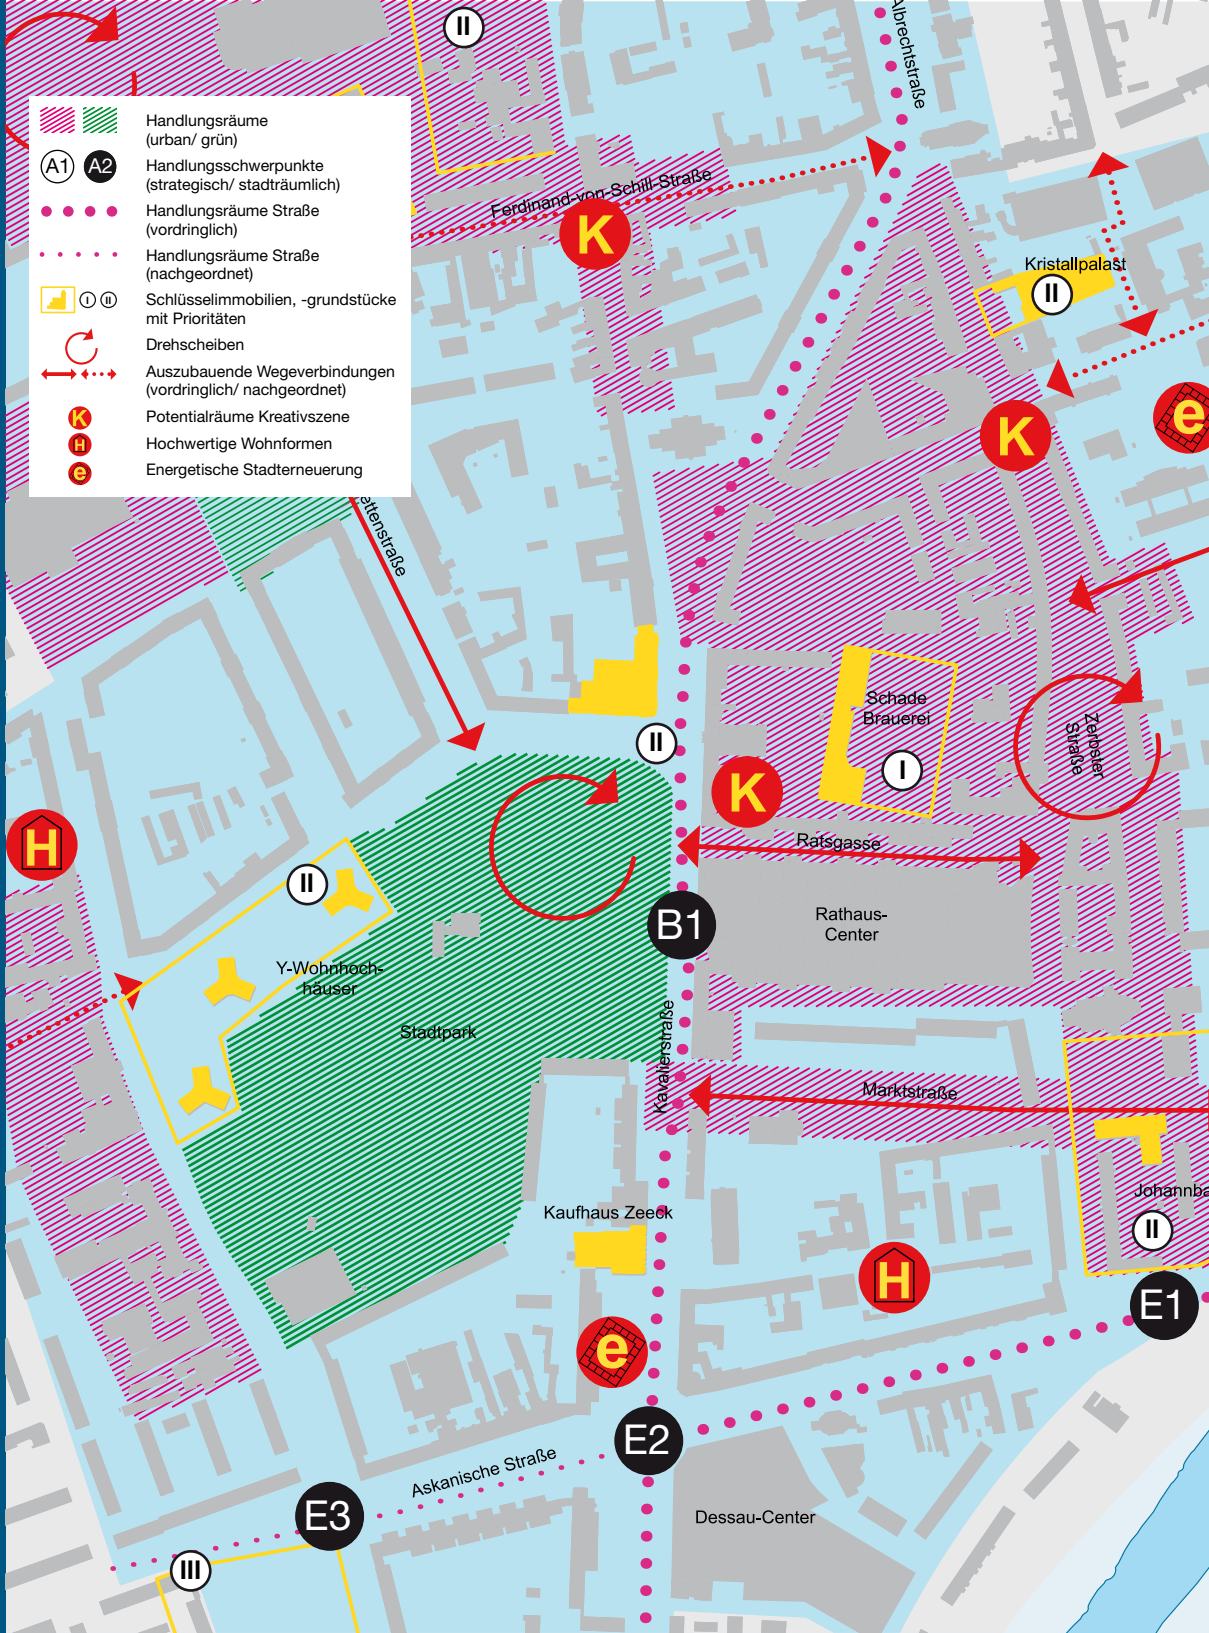 II
Albrechtstraße
Handlungsräume
(urban/ grün)
A1 A2 Handlungsschwerpunkte
(strategisch/ stadträumlich)
Handlungsräume Straße
(vordringlich)
Handlungsräume Straße
(nachgeordnet)
I II Schlüsselimmobilien, -grundstücke
mit Prioritäten
Drehscheiben
Auszubauende Wegeverbindungen
(vordringlich/ nachgeordnet)
K Potentialräume Kreativszene
H Hochwertige Wohnformen
e Energetische Stadterneuerung
Ferdinand-von-Schill-Straße
K
Kristallpalast
II
e
K
ettenstraße
Schade
Brauerei
I
Zerbster
Straße
II
K
Ratsgasse
H
II
Rathaus-
Center
B1
Y-Wohnhoch-
häuser
Stadtpark
Kavalierstraße
Marktstraße
Johannba
II
Kaufhaus Zeeck
H
E1
e
E2
Askanische Straße
E3
Dessau-Center
III